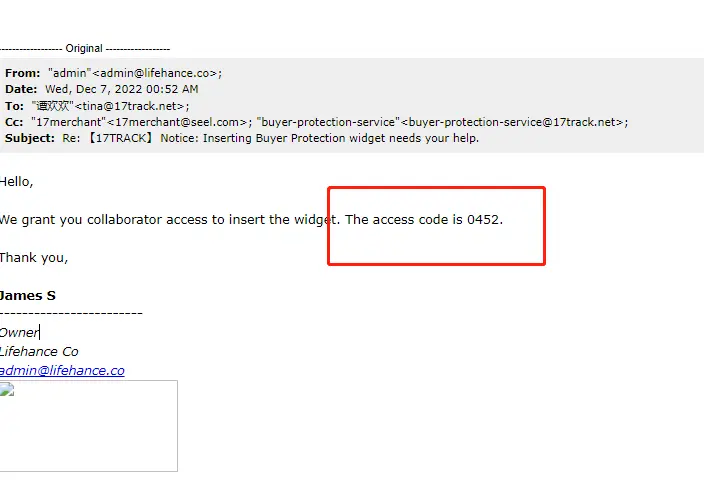 ------------------ Original ------------------
From: "admin"<admin@lifehance.co>;
Date: Wed, Dec 7, 2022 00:52 AM
To: "谭欢欢"<tina@17track.net>;
Cc: "17merchant"<17merchant@seel.com>; "buyer-protection-service"<buyer-protection-service@17track.net>;
Subject: Re: 【17TRACK】 Notice: Inserting Buyer Protection widget needs your help.
Hello,
We grant you collaborator access to insert the widget. The access code is 0452.
Thank you,
James S
------------------------
Owner
Lifehance Co
admin@lifehance.co